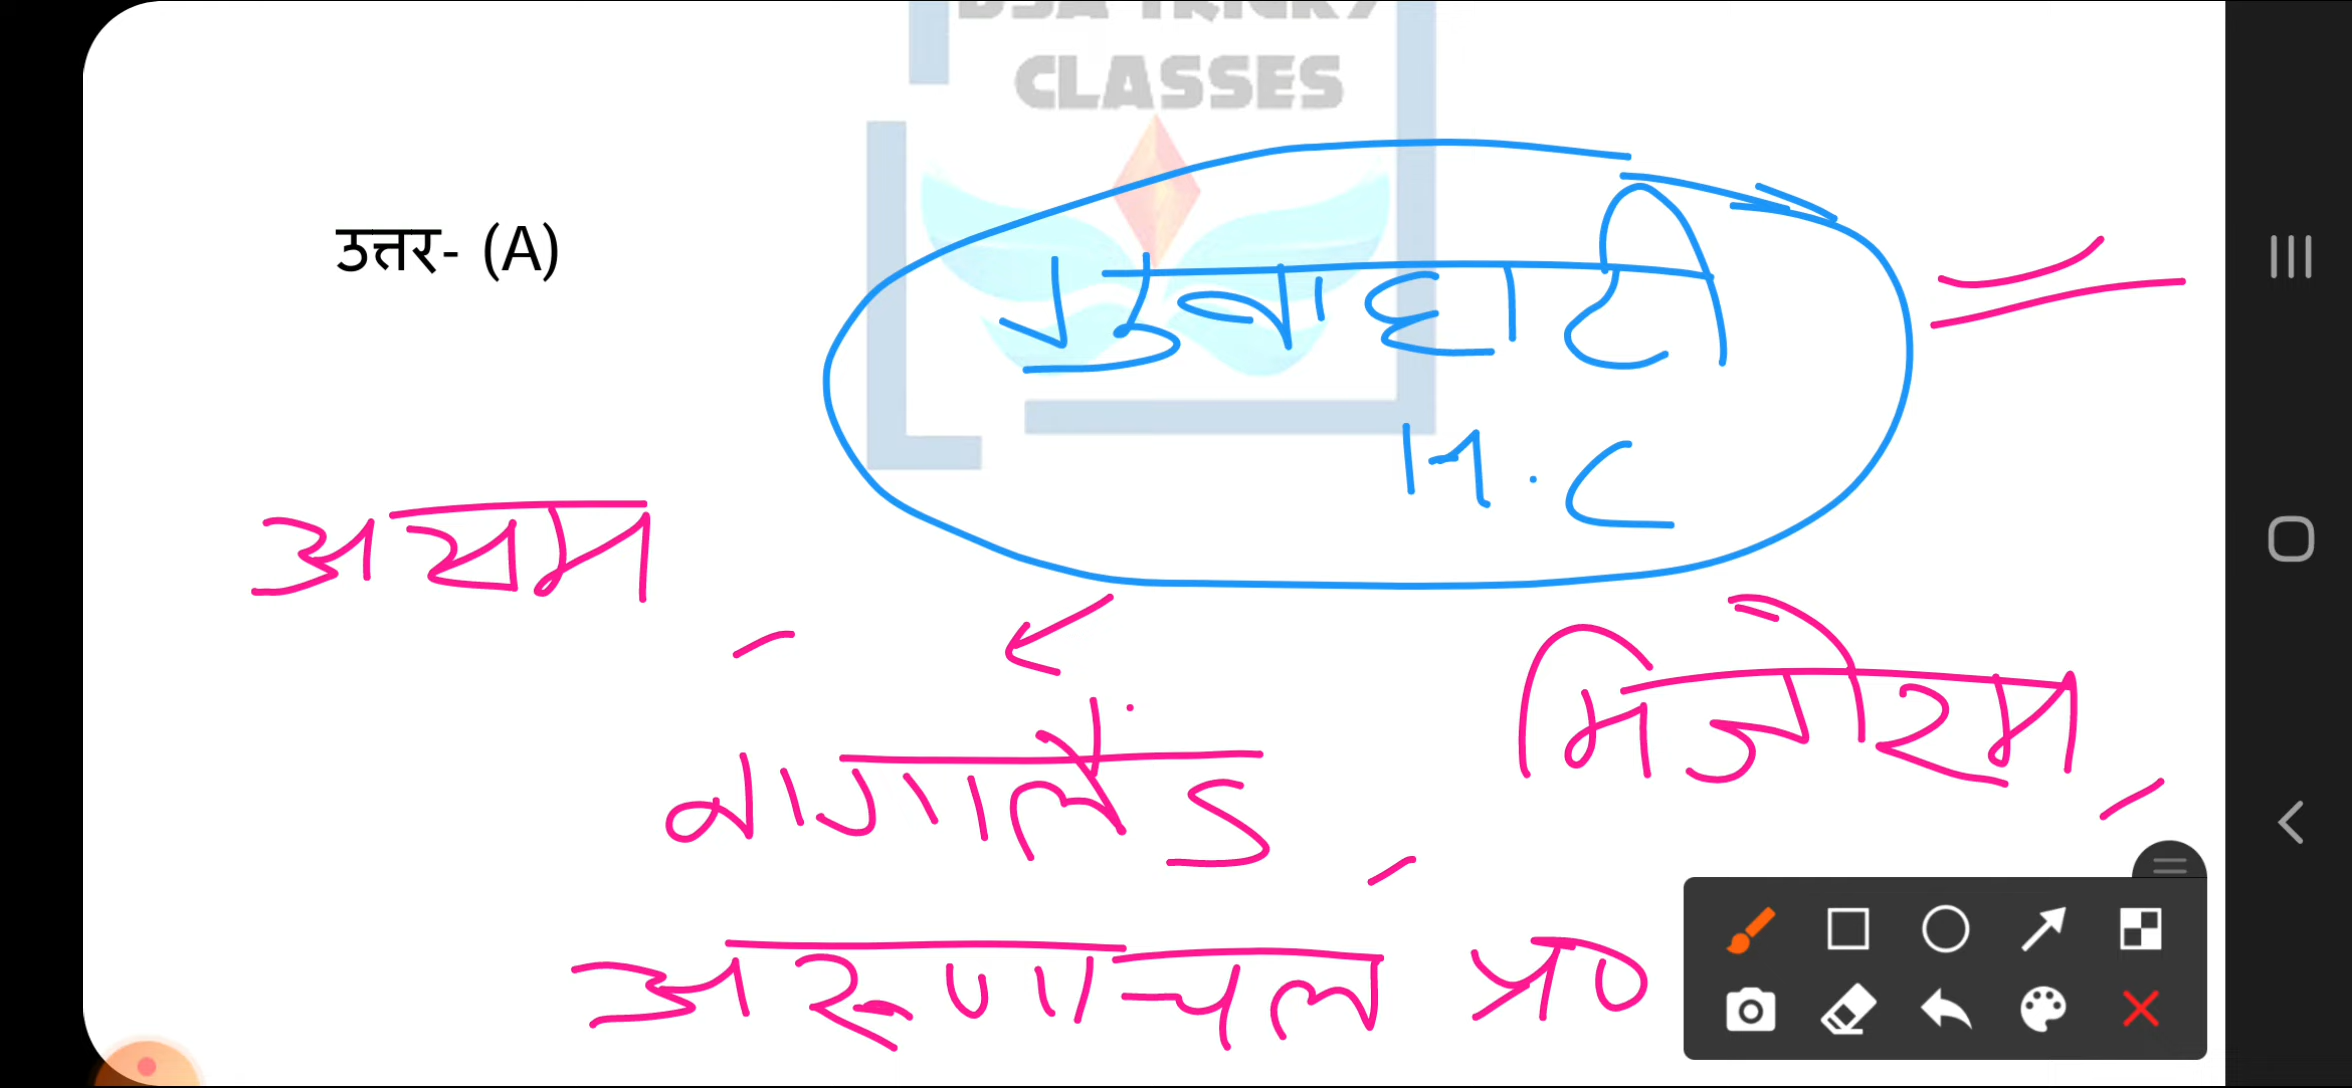 CLASSES
उत्तर- (A)
M.C
असम
मिजोरम,
नागालैंड
अरूणाचल प्र०